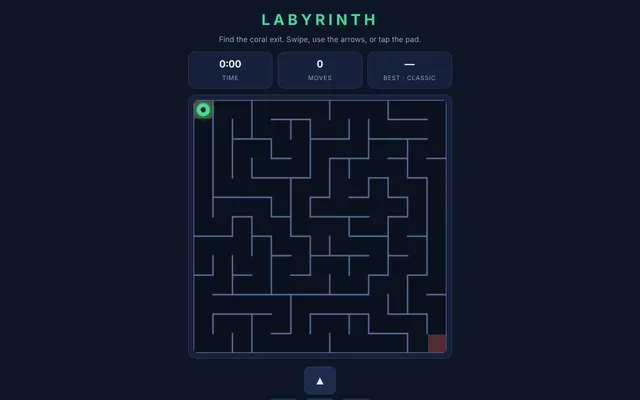 LABYRINTH
Find the coral exit. Swipe, use the arrows, or tap the pad.
0:00
TIME
0
MOVES
—
BEST · CLASSIC
▲